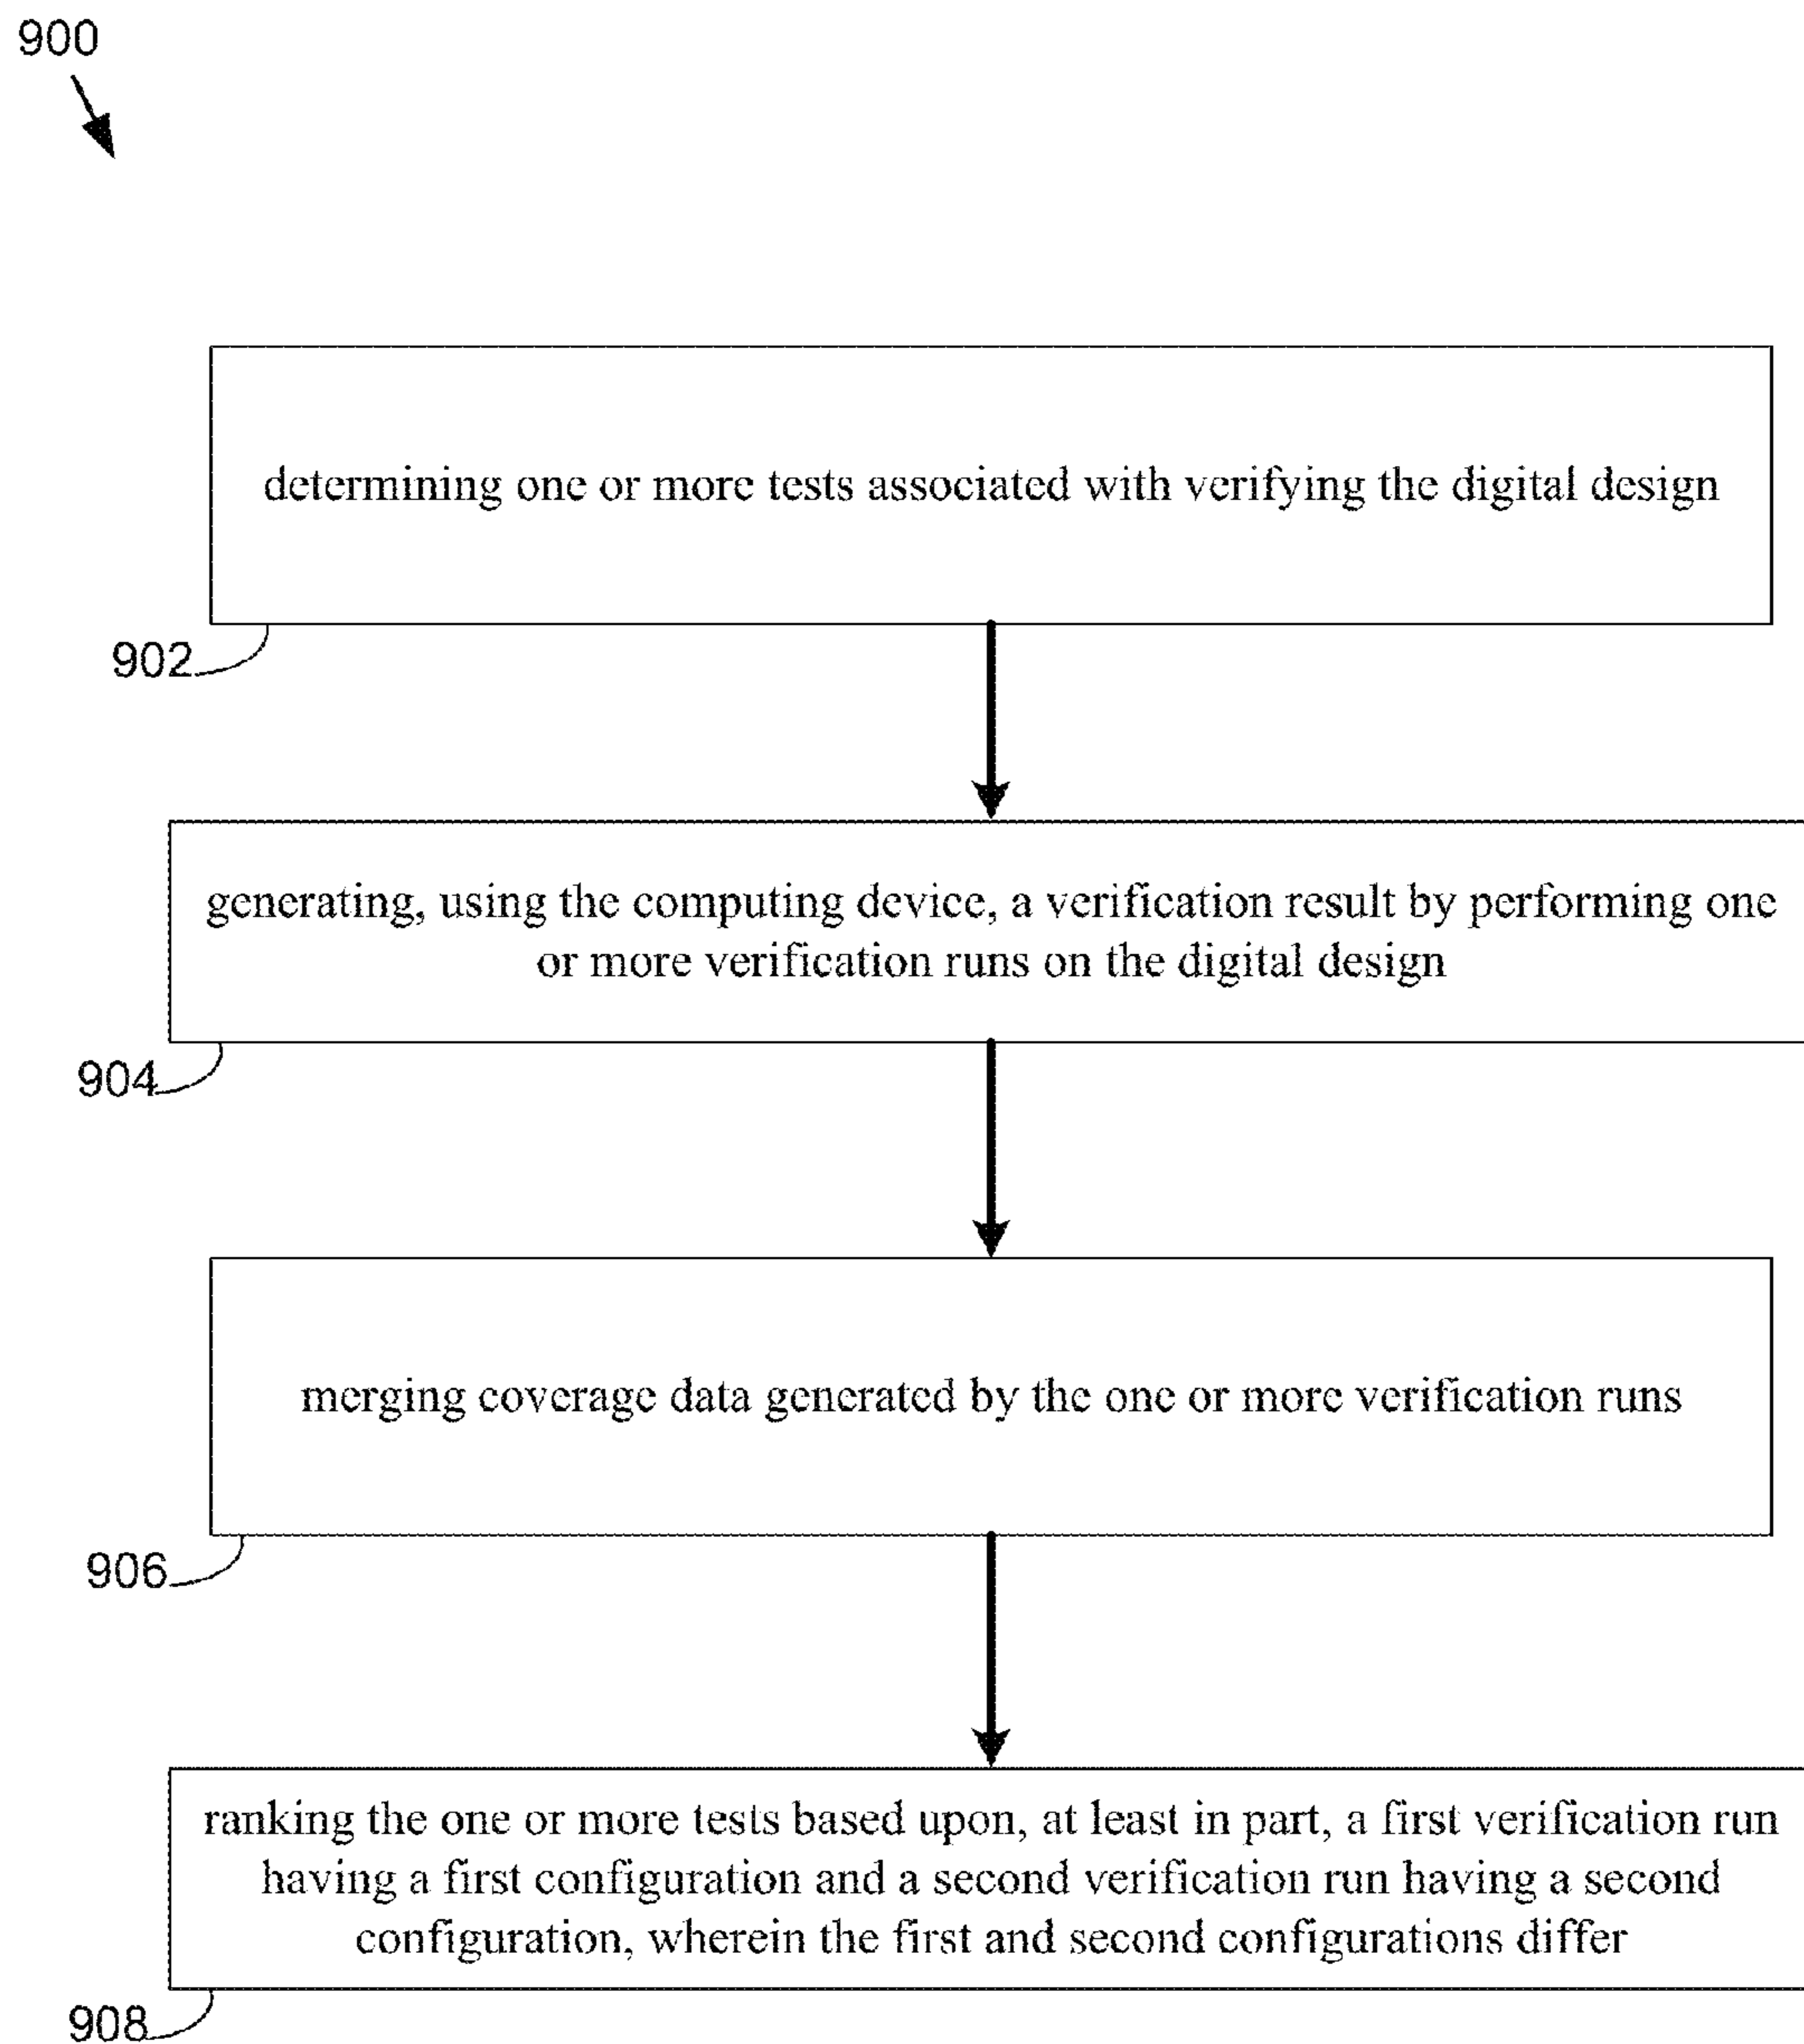 900
determining one or more tests associated with verifying the digital design
902
generating, using the computing device, a verification result by performing one
or more verification runs on the digital design
904
merging coverage data generated by the one or more verification runs
906
ranking the one or more tests based upon, at least in part, a first verification run
having a first configuration and a second verification run having a second
configuration, wherein the first and second configurations differ
908